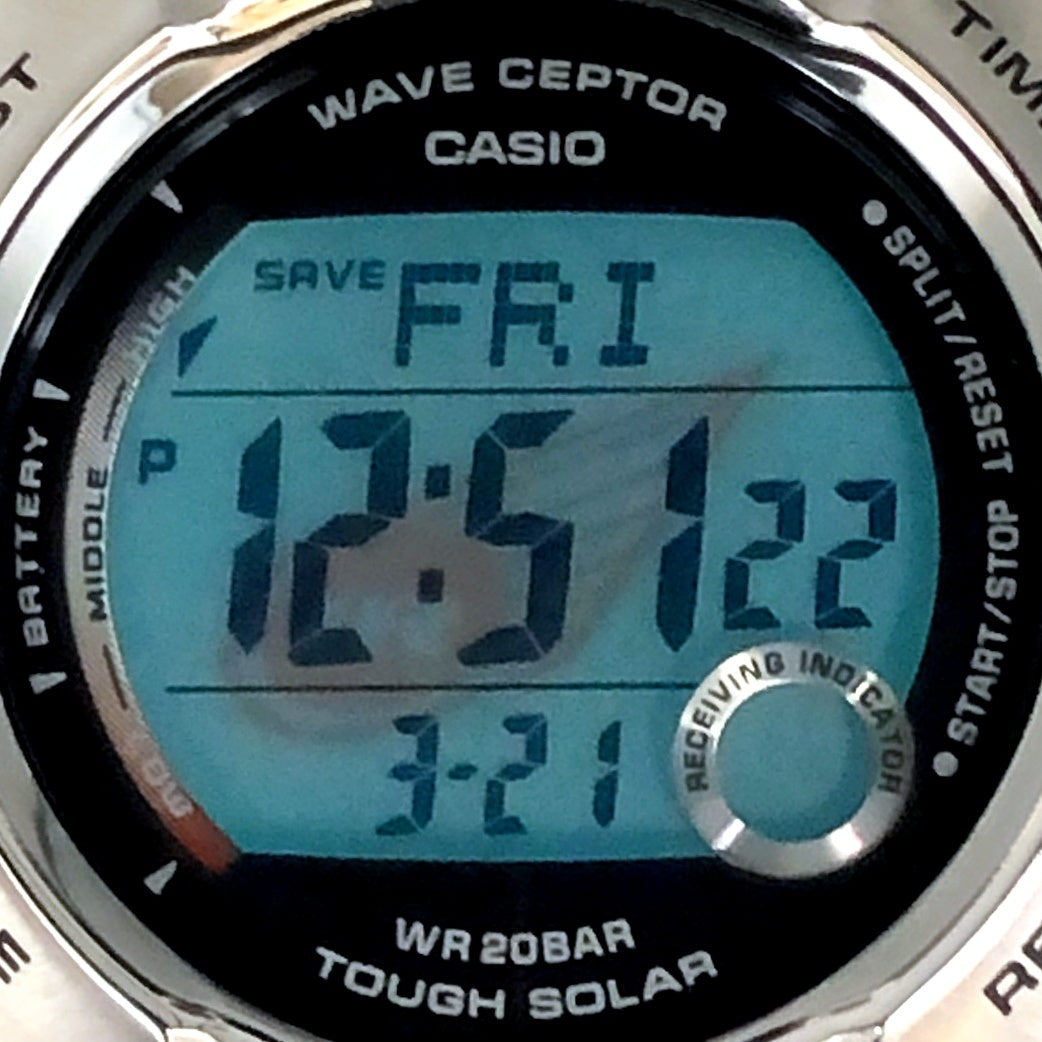 WAVE CEPTOR
CASIO
SPLIT/RESET
START/STOP
BATTERY
HIGH
MIDDLE
SAVE FRI
P 12:51 22
3-21
RECEIVING INDICATOR
WR 20BAR
TOUGH SOLAR